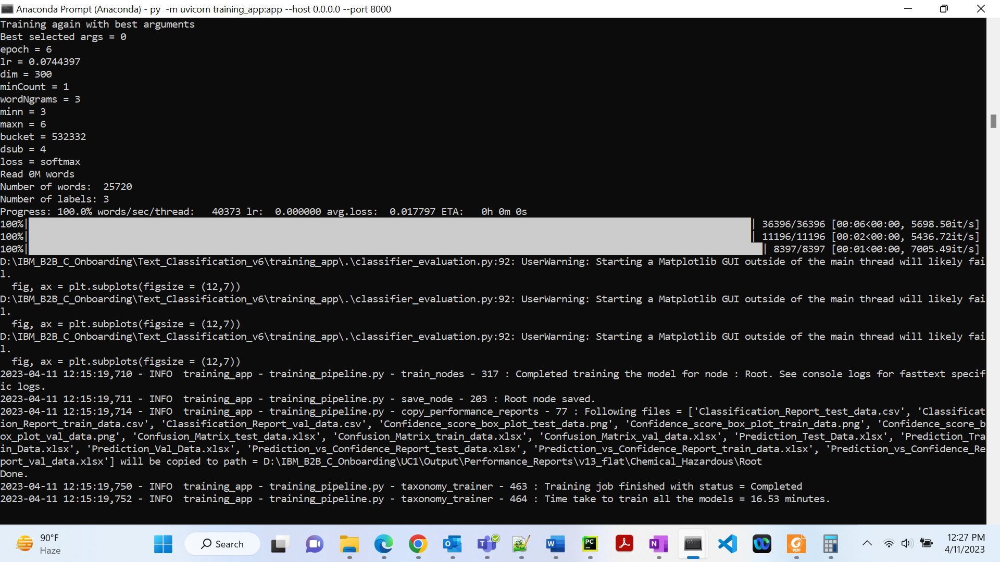 Anaconda Prompt (Anaconda) - py  -m uvicorn training_app:app --host 0.0.0.0 --port 8000
Training again with best arguments
Best selected args = 0
epoch = 6
lr = 0.0744397
dim = 300
minCount = 1
wordNgrams = 3
minn = 3
maxn = 6
bucket = 532332
dsub = 4
loss = softmax
Read 0M words
Number of words:  25720
Number of labels: 3
Progress: 100.0% words/sec/thread:   40373 lr:  0.000000 avg.loss:  0.017797 ETA:   0h 0m 0s
100%| | 36396/36396 [00:06<00:00, 5698.50it/s]
100%| | 11196/11196 [00:02<00:00, 5436.72it/s]
100%| | 8397/8397 [00:01<00:00, 7005.49it/s]
D:\IBM_B2B_C_Onboarding\Text_Classification_v6\training_app\.\classifier_evaluation.py:92: UserWarning: Starting a Matplotlib GUI outside of the main thread will likely fai
l.
  fig, ax = plt.subplots(figsize = (12,7))
D:\IBM_B2B_C_Onboarding\Text_Classification_v6\training_app\.\classifier_evaluation.py:92: UserWarning: Starting a Matplotlib GUI outside of the main thread will likely fai
l.
  fig, ax = plt.subplots(figsize = (12,7))
D:\IBM_B2B_C_Onboarding\Text_Classification_v6\training_app\.\classifier_evaluation.py:92: UserWarning: Starting a Matplotlib GUI outside of the main thread will likely fai
l.
  fig, ax = plt.subplots(figsize = (12,7))
2023-04-11 12:15:19,710 - INFO  training_app - training_pipeline.py - train_nodes - 317 : Completed training the model for node : Root. See console logs for fasttext specif
ic logs.
2023-04-11 12:15:19,711 - INFO  training_app - training_pipeline.py - save_node - 203 : Root node saved.
2023-04-11 12:15:19,714 - INFO  training_app - training_pipeline.py - copy_performance_reports - 77 : Following files = ['Classification_Report_test_data.csv', 'Classificat
ion_Report_train_data.csv', 'Classification_Report_val_data.csv', 'Confidence_score_box_plot_test_data.png', 'Confidence_score_box_plot_train_data.png', 'Confidence_score_b
ox_plot_val_data.png', 'Confusion_Matrix_test_data.xlsx', 'Confusion_Matrix_train_data.xlsx', 'Confusion_Matrix_val_data.xlsx', 'Prediction_Test_Data.xlsx', 'Prediction_Tra
in_Data.xlsx', 'Prediction_Val_Data.xlsx', 'Prediction_vs_Confidence_Report_test_data.xlsx', 'Prediction_vs_Confidence_Report_train_data.xlsx', 'Prediction_vs_Confidence_Re
port_val_data.xlsx'] will be copied to path = D:\IBM_B2B_C_Onboarding\UC1\Output\Performance_Reports\v13_flat\Chemical_Hazardous\Root
Done.
2023-04-11 12:15:19,750 - INFO  training_app - training_pipeline.py - taxonomy_trainer - 463 : Training job finished with status = Completed
2023-04-11 12:15:19,752 - INFO  training_app - training_pipeline.py - taxonomy_trainer - 464 : Time take to train all the models = 16.53 minutes.
90°F
Haze
Search
12:27 PM
4/11/2023